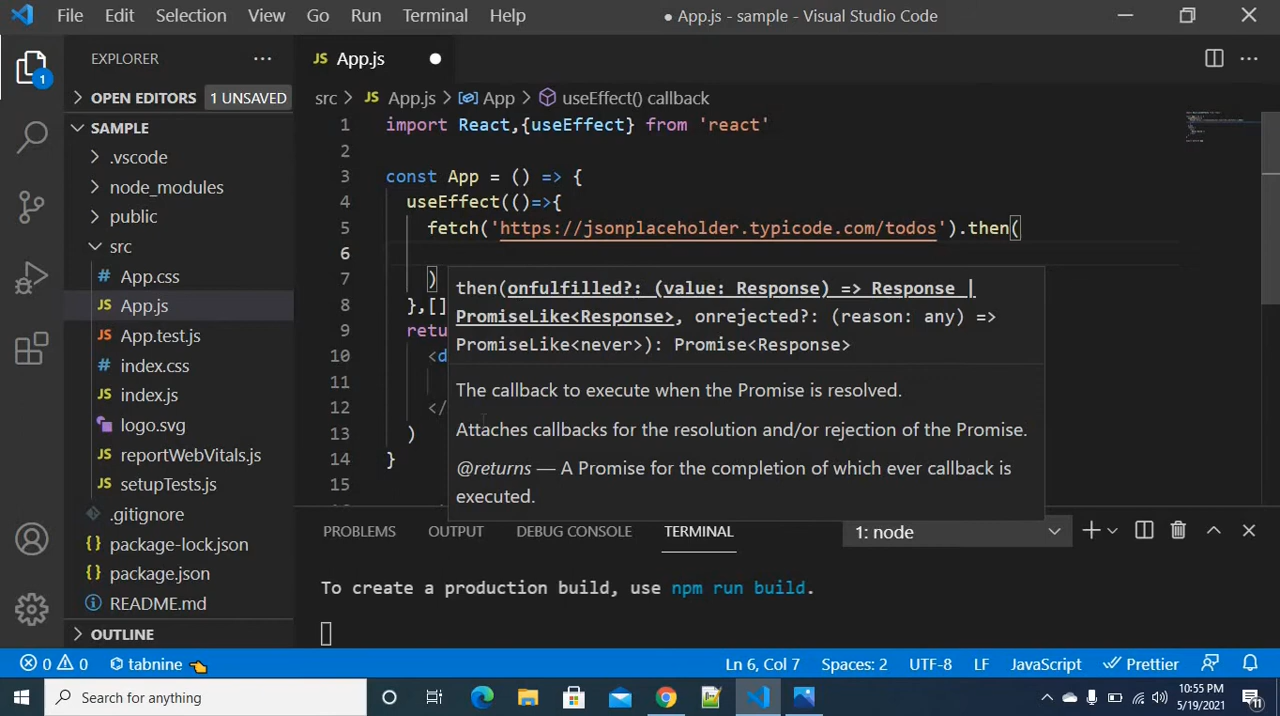 File Edit Selection View Go Run Terminal Help ● App.js - sample - Visual Studio Code
EXPLORER ···
JS App.js ●
1
OPEN EDITORS 1 UNSAVED
src > JS App.js > App > useEffect() callback
SAMPLE
.vscode
node_modules
public
src
# App.css
JS App.js
JS App.test.js
# index.css
JS index.js
logo.svg
JS reportWebVitals.js
JS setupTests.js
.gitignore
{} package-lock.json
{} package.json
README.md
OUTLINE
1 import React,{useEffect} from 'react'
2
3 const App = () => {
4 useEffect(()=>{
5 fetch('https://jsonplaceholder.typicode.com/todos').then(
6
7 )
8 },[]
9 retu
10 <d
11
12 </
13 )
14 }
15
then(onfulfilled?: (value: Response) => Response |
PromiseLike<Response>, onrejected?: (reason: any) =>
PromiseLike<never>): Promise<Response>
The callback to execute when the Promise is resolved.
Attaches callbacks for the resolution and/or rejection of the Promise.
@returns — A Promise for the completion of which ever callback is
executed.
PROBLEMS OUTPUT DEBUG CONSOLE TERMINAL 1: node
To create a production build, use npm run build.
0 0 tabnine Ln 6, Col 7 Spaces: 2 UTF-8 LF JavaScript Prettier
Search for anything
10:55 PM
5/19/2021
11